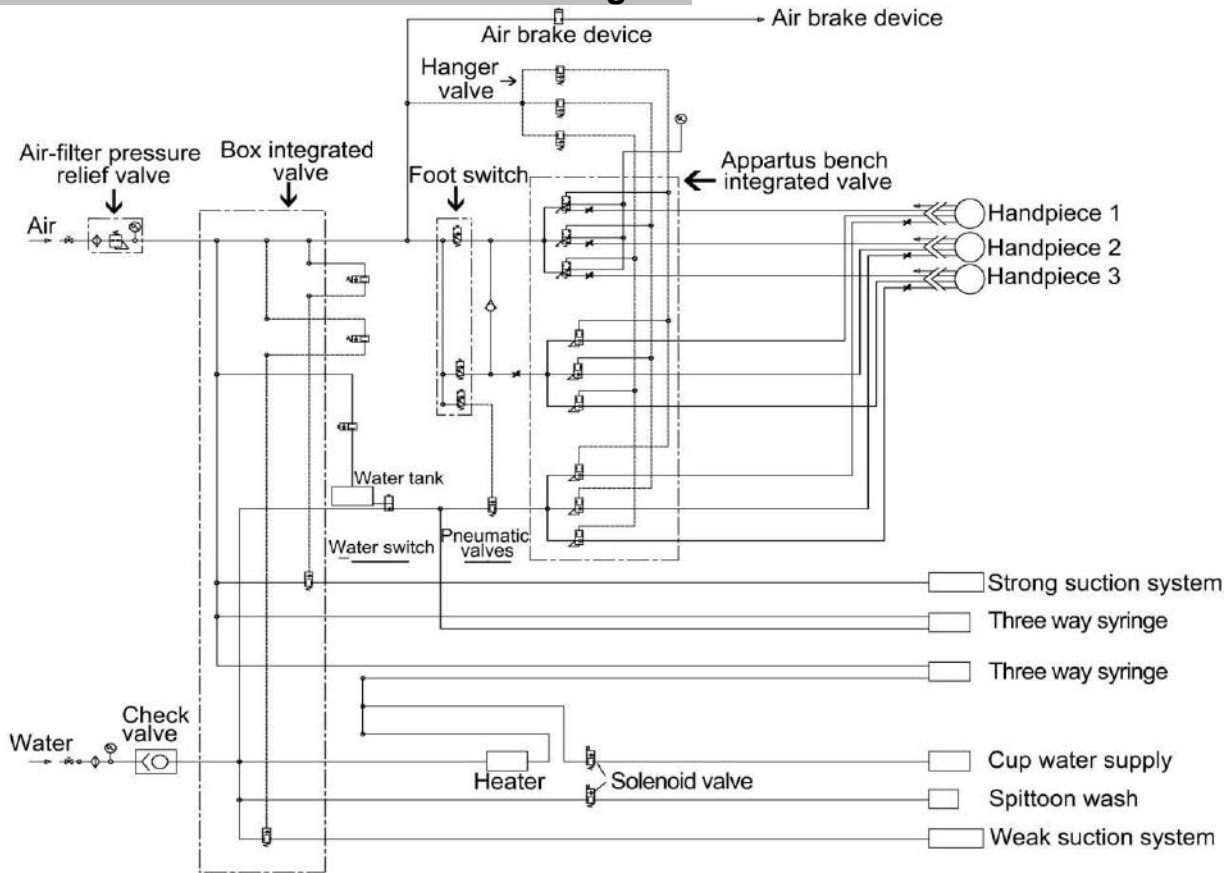 Air brake device
Air brake device
Hanger
valve
Air-filter pressure
relief valve
Box integrated
valve
Foot switch
Appartus bench
integrated valve
Air
Handpiece 1
Handpiece 2
Handpiece 3
Water tank
Water switch
Pneumatic
valves
Strong suction system
Three way syringe
Three way syringe
Check
valve
Water
Heater
Solenoid valve
Cup water supply
Spittoon wash
Weak suction system